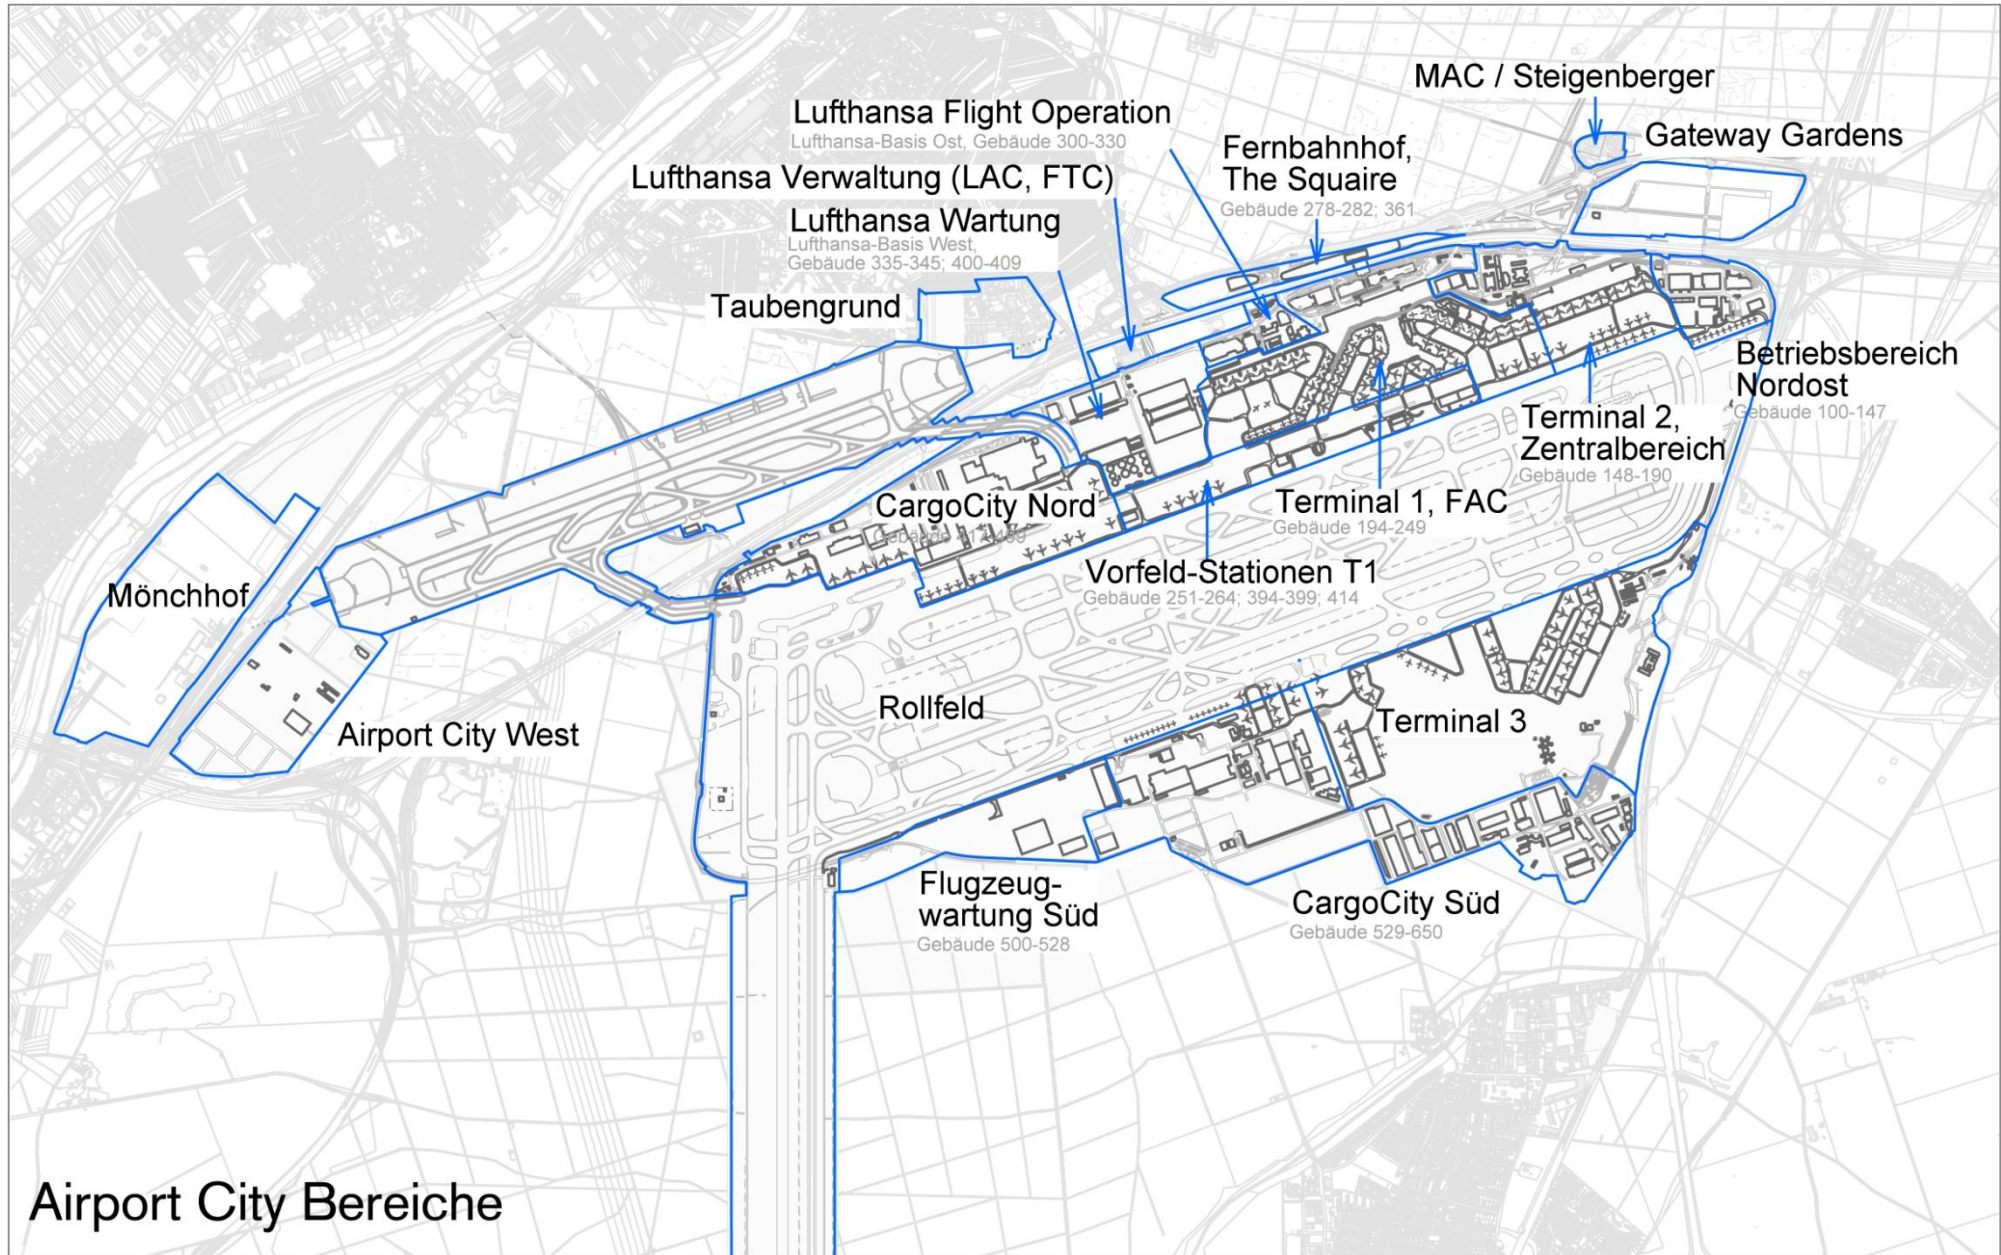 MAC / Steigenberger
Lufthansa Flight Operation
Lufthansa-Basis Ost, Gebäude 300-330
Gateway Gardens
Fernbahnhof,
The Squaire
Gebäude 278-282; 361
Lufthansa Verwaltung (LAC, FTC)
Lufthansa Wartung
Lufthansa-Basis West,
Gebäude 335-345; 400-409
Taubengrund
Betriebsbereich
Nordost
Gebäude 100-147
Terminal 2,
Zentralbereich
Gebäude 148-190
Terminal 1, FAC
Gebäude 194-249
CargoCity Nord
Gebäude
Vorfeld-Stationen T1
Gebäude 251-264; 394-399; 414
Mönchhof
Airport City West
Rollfeld
Terminal 3
Flugzeug-
wartung Süd
Gebäude 500-528
CargoCity Süd
Gebäude 529-650
Airport City Bereiche